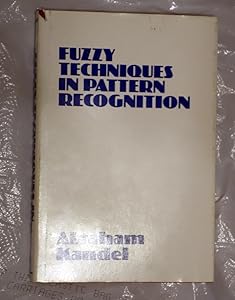 FUZZY
TECHNIQUES
IN PATTERN
RECOGNITION
Abraham
Kandel